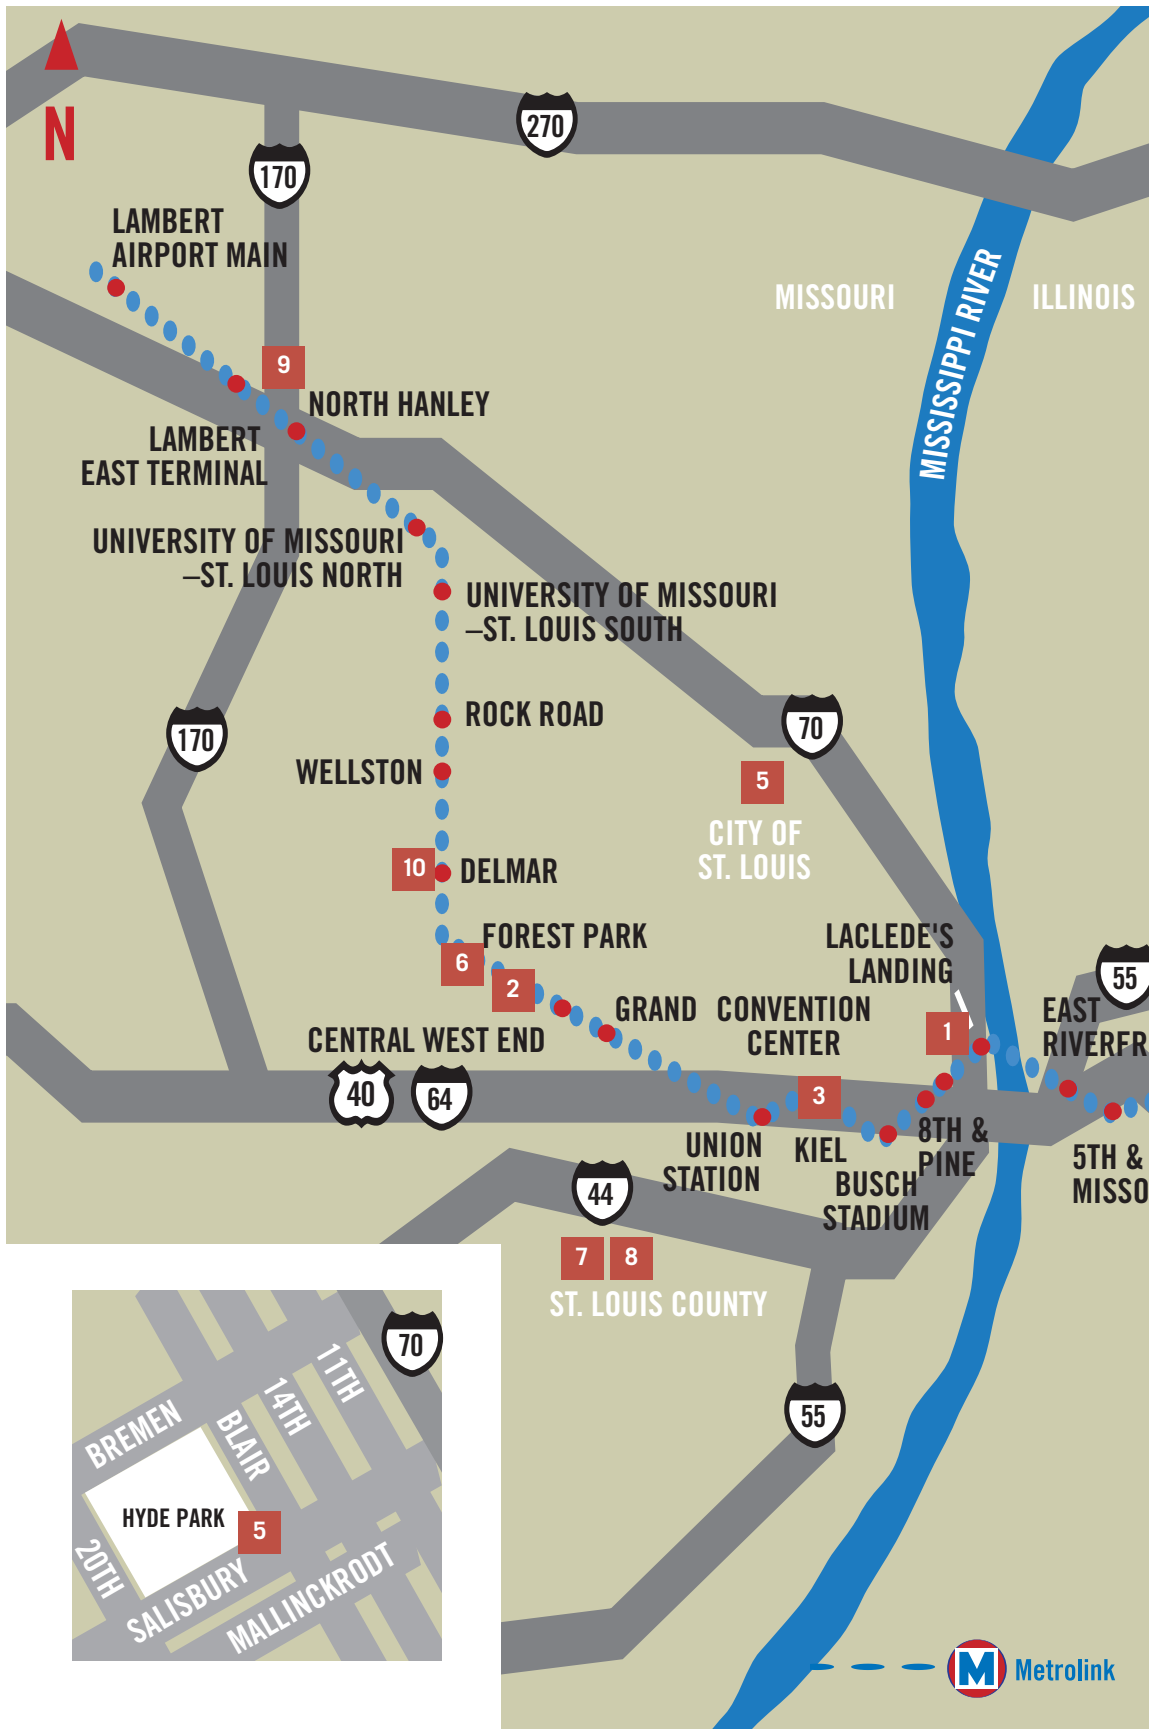 N
270
170
LAMBERT
AIRPORT MAIN
MISSOURI
ILLINOIS
MISSISSIPPI RIVER
9
NORTH HANLEY
LAMBERT
EAST TERMINAL
UNIVERSITY OF MISSOURI
–ST. LOUIS NORTH
UNIVERSITY OF MISSOURI
–ST. LOUIS SOUTH
ROCK ROAD
170
70
WELLSTON
5
CITY OF
ST. LOUIS
10
DELMAR
FOREST PARK
6
2
LACLEDE'S
LANDING
55
GRAND
CONVENTION
CENTER
1
EAST
RIVERFR
CENTRAL WEST END
40
64
3
UNION
STATION
KIEL
BUSCH
STADIUM
8TH &
PINE
5TH &
MISSO
44
7
8
ST. LOUIS COUNTY
55
70
11TH
14TH
BLAIR
BREMEN
HYDE PARK
5
20TH
SALISBURY
MALLINCKRODT
M
Metrolink